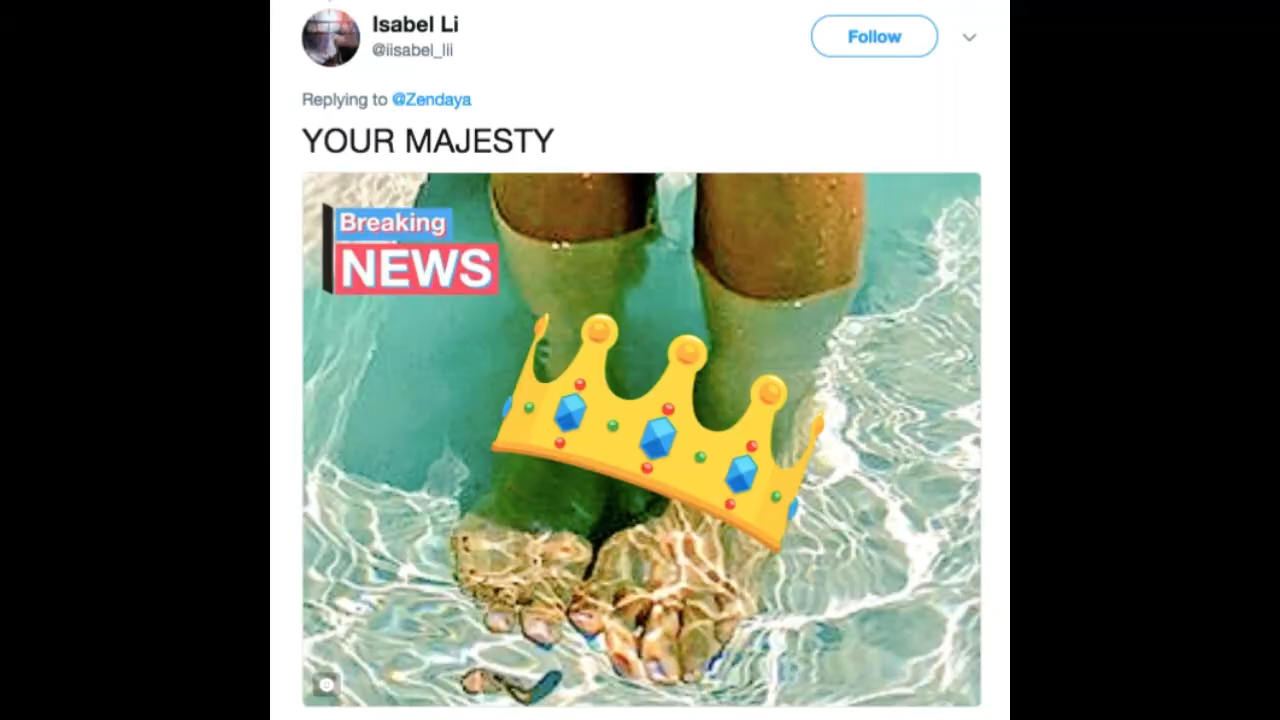 Isabel Li
Follow
@iisabel_lii
Replying to @Zendaya
YOUR MAJESTY
Breaking
NEWS